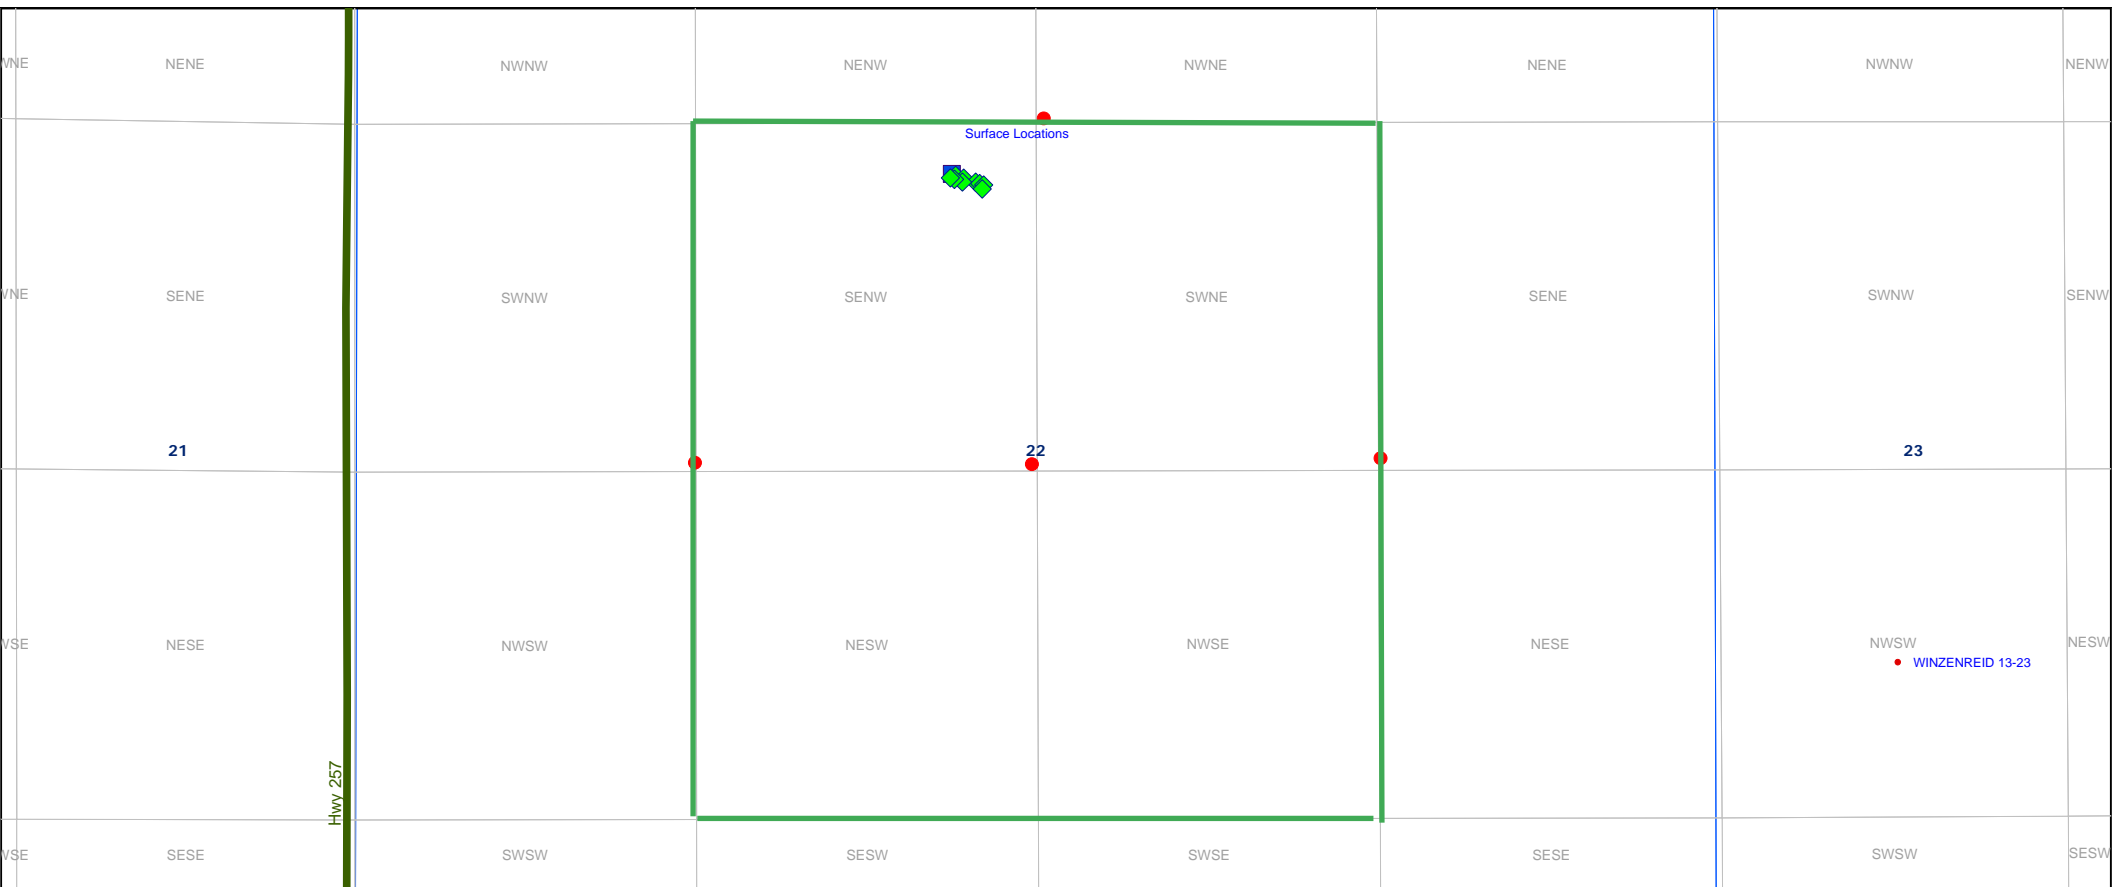 NENE NWNW NENW NWNE NENE NWNW NENW
Surface Locations
SENE SWNW SENW SWNE SENE SWNW SENW
21 22 23
NESE NWSW NESW NWSE NESE NWSW NESW
WINZENREID 13-23
Hwy 257
SESE SWSW SESW SWSE SESE SWSW SESW